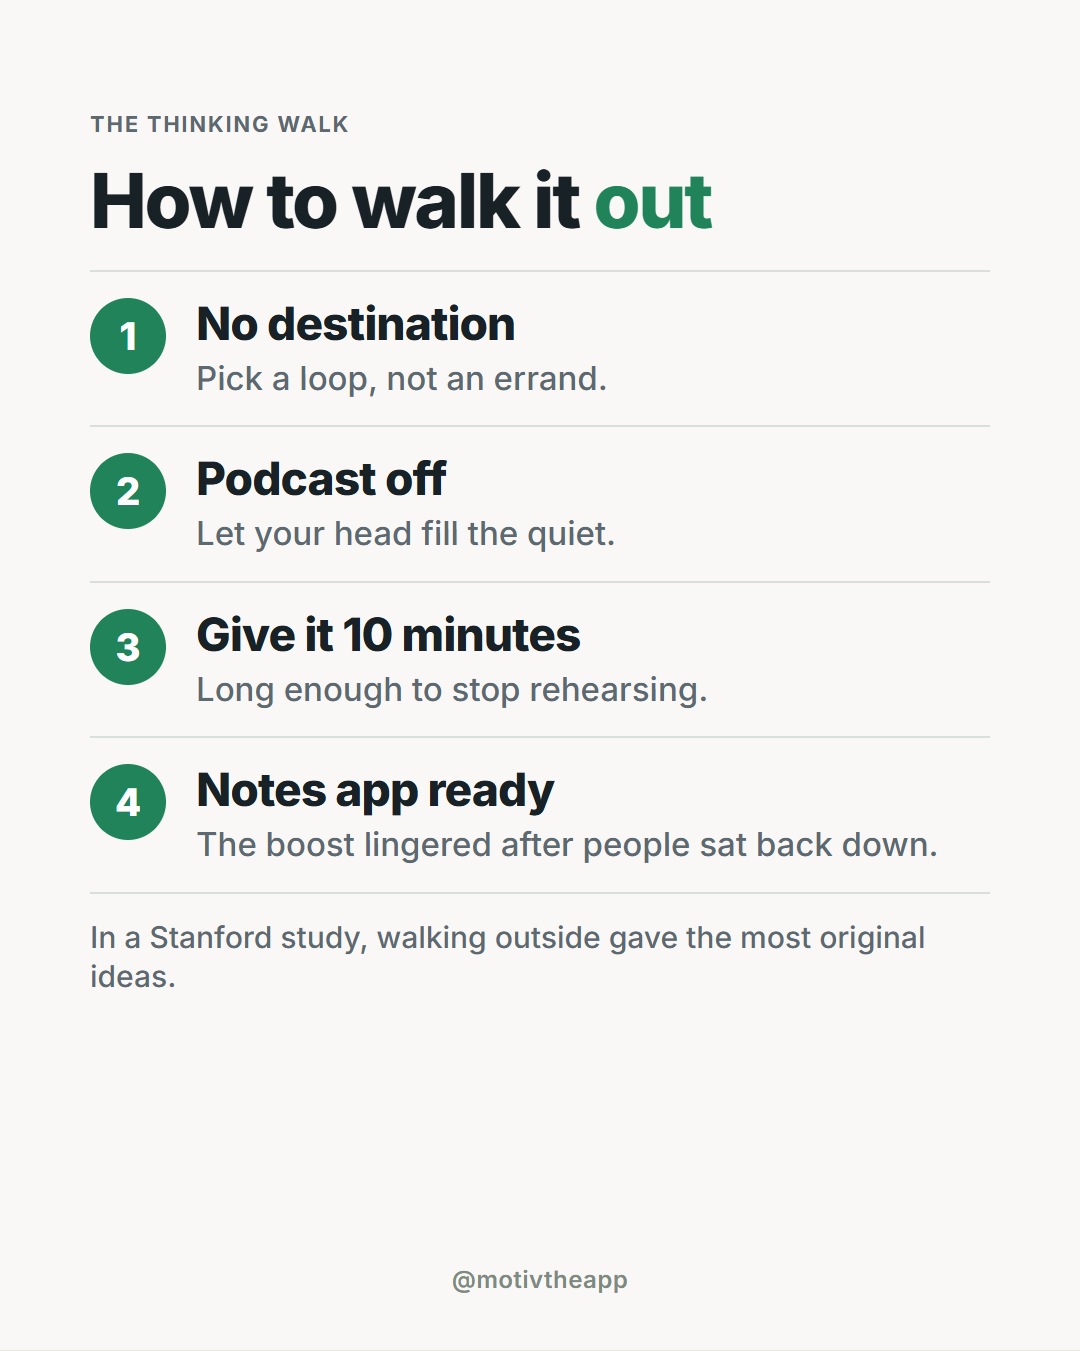 THE THINKING WALK
How to walk it out
1
No destination
Pick a loop, not an errand.
2
Podcast off
Let your head fill the quiet.
3
Give it 10 minutes
Long enough to stop rehearsing.
4
Notes app ready
The boost lingered after people sat back down.
In a Stanford study, walking outside gave the most original
ideas.
@motivtheapp